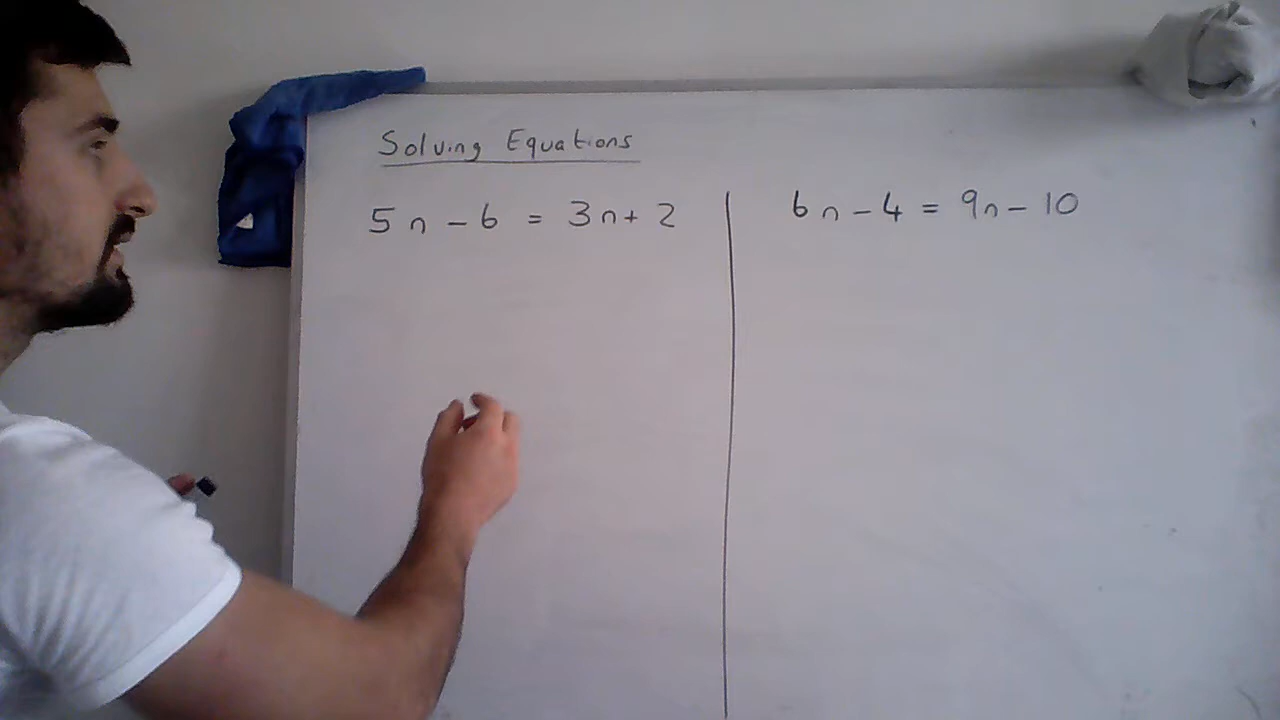 Solving Equations
5n - 6 = 3n + 2
6n - 4 = 9n - 10